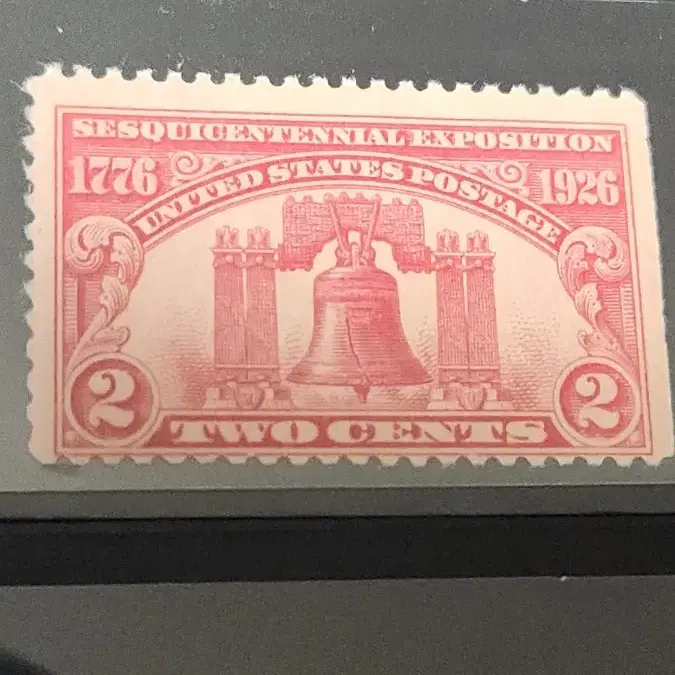 SESQUICENTENNIAL EXPOSITION
1776 1926
UNITED STATES POSTAGE
2 2
TWO CENTS